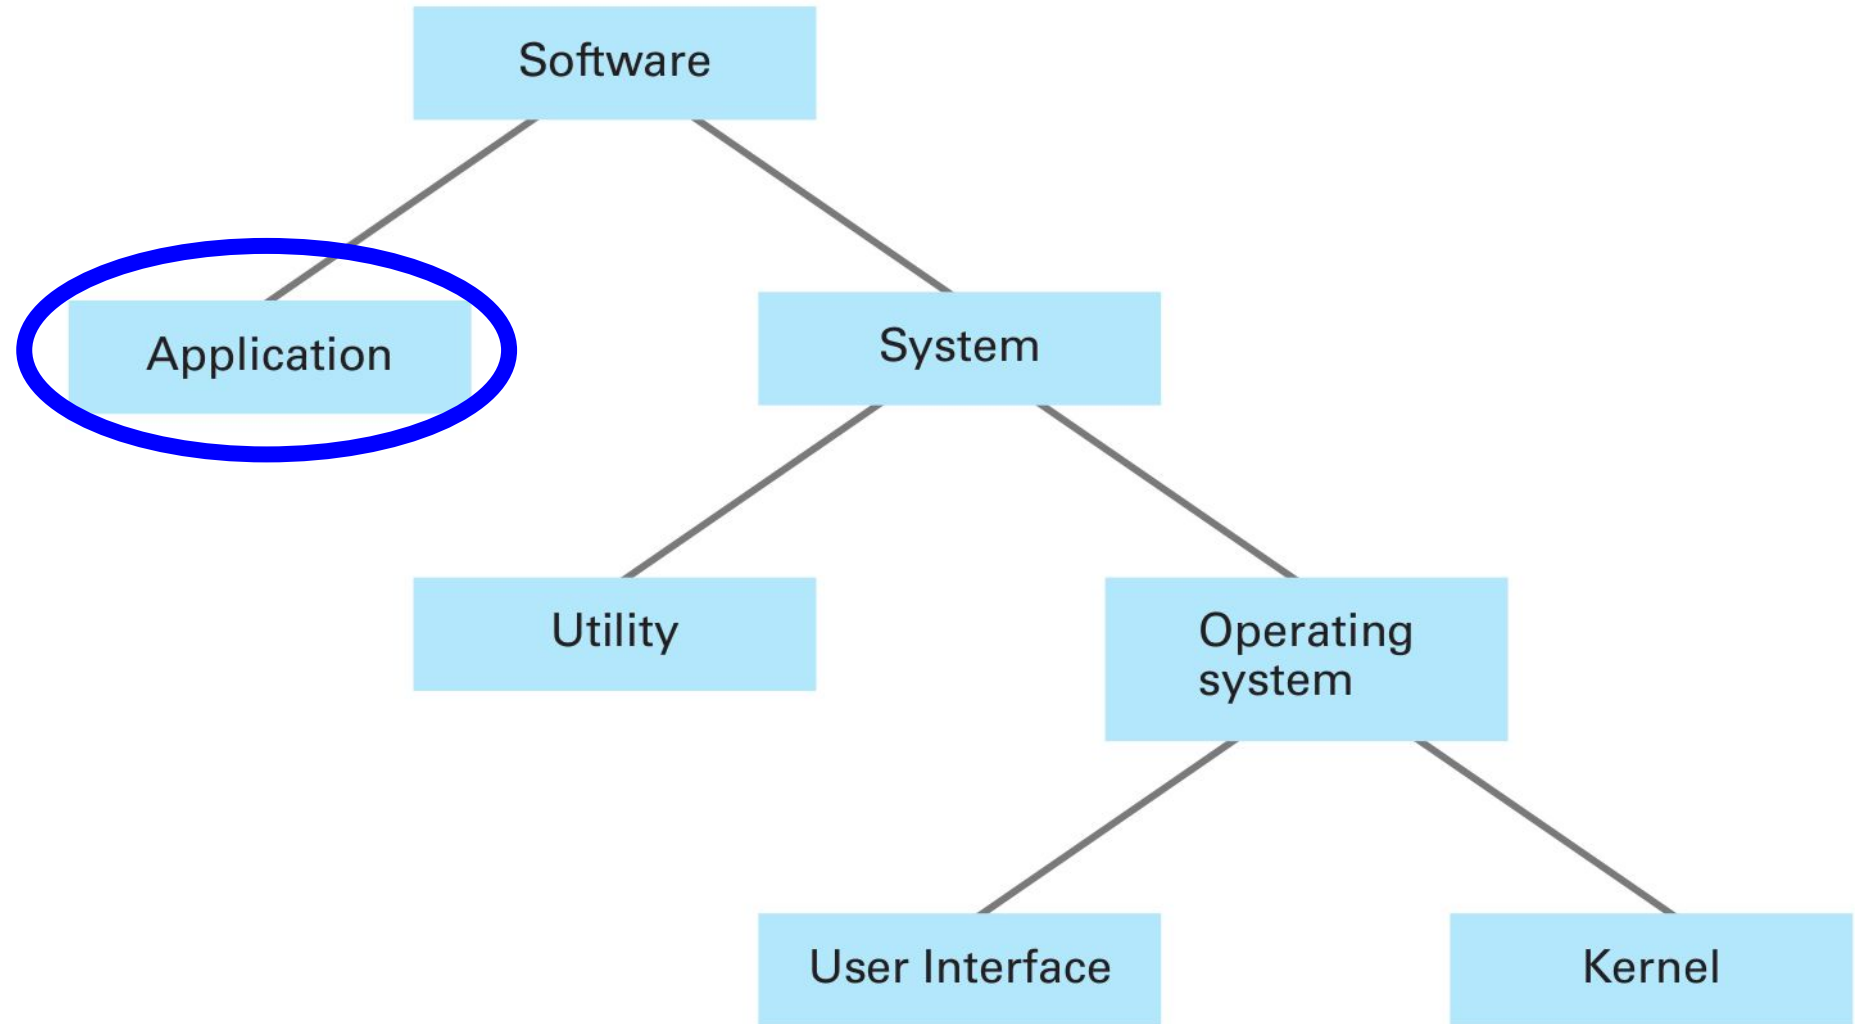 Software
Application
System
Utility
Operating
system
User Interface
Kernel